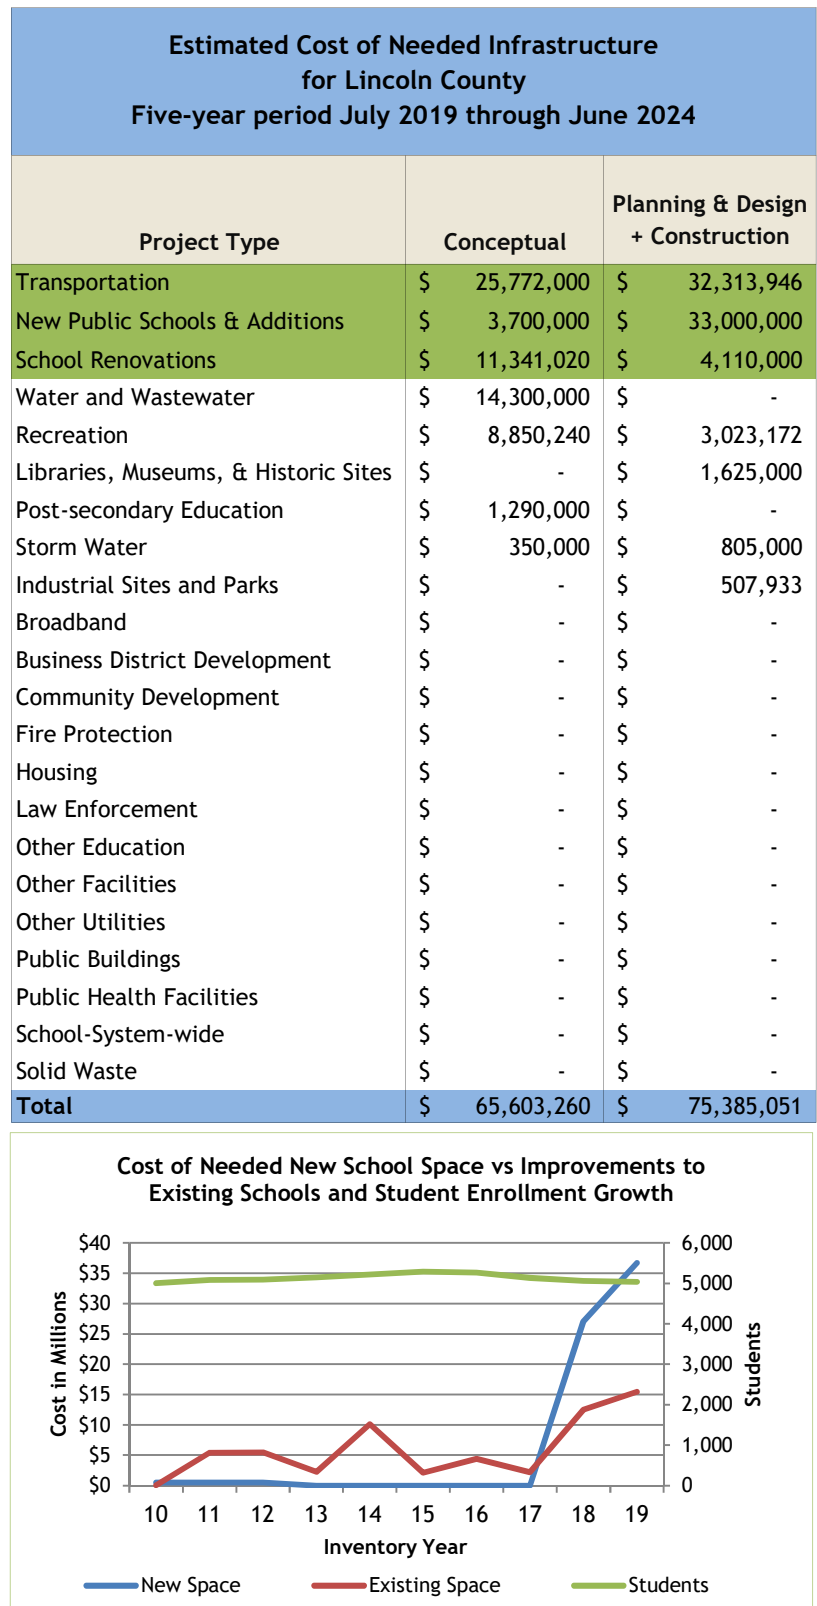 Estimated Cost of Needed Infrastructure
for Lincoln County
Five-year period July 2019 through June 2024
Project Type Conceptual Planning & Design + Construction
Transportation $ 25,772,000 $ 32,313,946
New Public Schools & Additions $ 3,700,000 $ 33,000,000
School Renovations $ 11,341,020 $ 4,110,000
Water and Wastewater $ 14,300,000 $ -
Recreation $ 8,850,240 $ 3,023,172
Libraries, Museums, & Historic Sites $ - $ 1,625,000
Post-secondary Education $ 1,290,000 $ -
Storm Water $ 350,000 $ 805,000
Industrial Sites and Parks $ - $ 507,933
Broadband $ - $ -
Business District Development $ - $ -
Community Development $ - $ -
Fire Protection $ - $ -
Housing $ - $ -
Law Enforcement $ - $ -
Other Education $ - $ -
Other Facilities $ - $ -
Other Utilities $ - $ -
Public Buildings $ - $ -
Public Health Facilities $ - $ -
School-System-wide $ - $ -
Solid Waste $ - $ -
Total $ 65,603,260 $ 75,385,051
Cost of Needed New School Space vs Improvements to
Existing Schools and Student Enrollment Growth
Cost in Millions
$40
$35
$30
$25
$20
$15
$10
$5
$0
6,000
5,000
4,000
3,000
2,000
1,000
0
Students
10 11 12 13 14 15 16 17 18 19
Inventory Year
New Space Existing Space Students